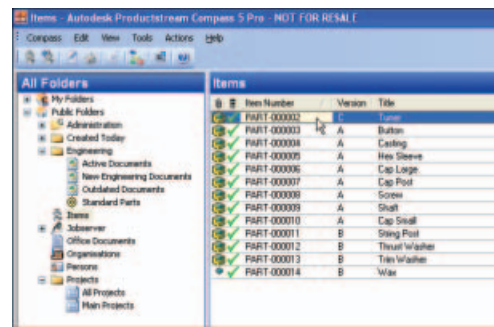 Items - Autodesk Productstream Compass 5 Pro - NOT FOR RESALE
Compass Edit View Tools Actions Help
All Folders
My Folders
Public Folders
Administration
Created Today
Engineering
Active Documents
New Engineering Documents
Outdated Documents
Standard Parts
Items
Jobserver
Office Documents
Organisations
Persons
Projects
All Projects
Main Projects
Items
Item Number Version Title
PART-000002 C Tuner
PART-000003 A Button
PART-000004 A Casting
PART-000005 A Hex Sleeve
PART-000006 A Cap Large
PART-000007 A Cap Post
PART-000008 A Screw
PART-000009 A Shaft
PART-000010 A Cap Small
PART-000011 B String Post
PART-000012 B Thrust Washer
PART-000013 B Trim Washer
PART-000014 B Wax